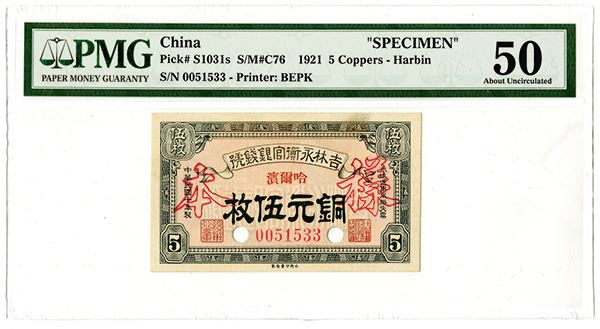 PMG
PAPER MONEY GUARANTY
China "SPECIMEN"
Pick# S1031s S/M#C76 1921 5 Coppers - Harbin
S/N 0051533 - Printer: BEPK
50
About Uncirculated
伍枚 伍枚
號錢銀官衡永林吉
濱爾哈
本 樣
枚伍元銅
0051533
5 5